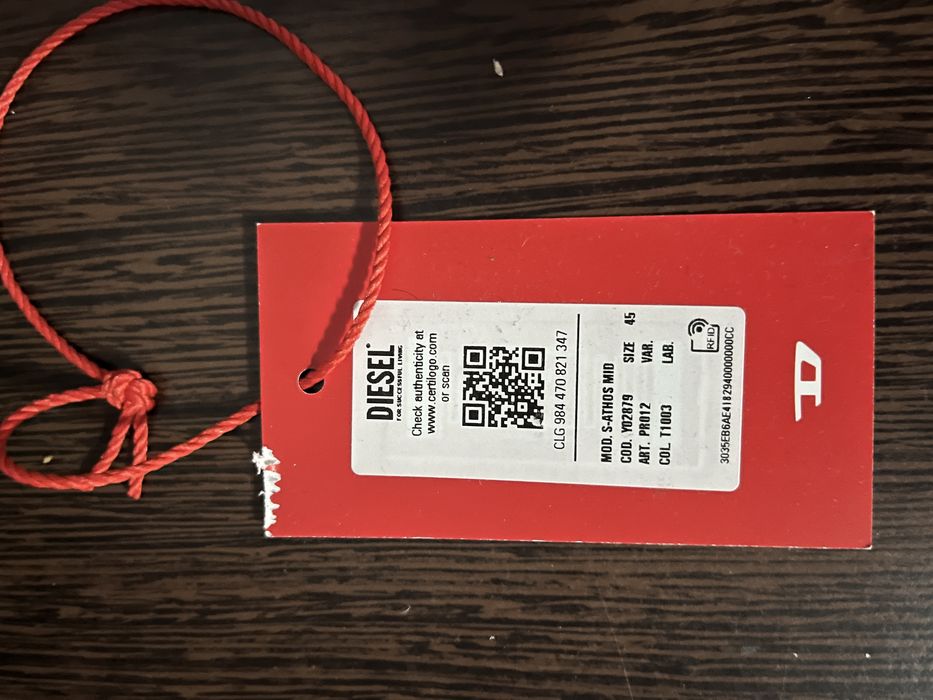 DIESEL
FOR SUCCESSFUL LIVING
Check authenticity at
www.certilogo.com
or scan
CLG 984 470 821 347
MOD. S-ATHOS MID
COD. Y02879 SIZE 45
ART. PR012 VAR.
COL. T1003 LAB.
RFID
3035EB6AE4182940000000CC
D